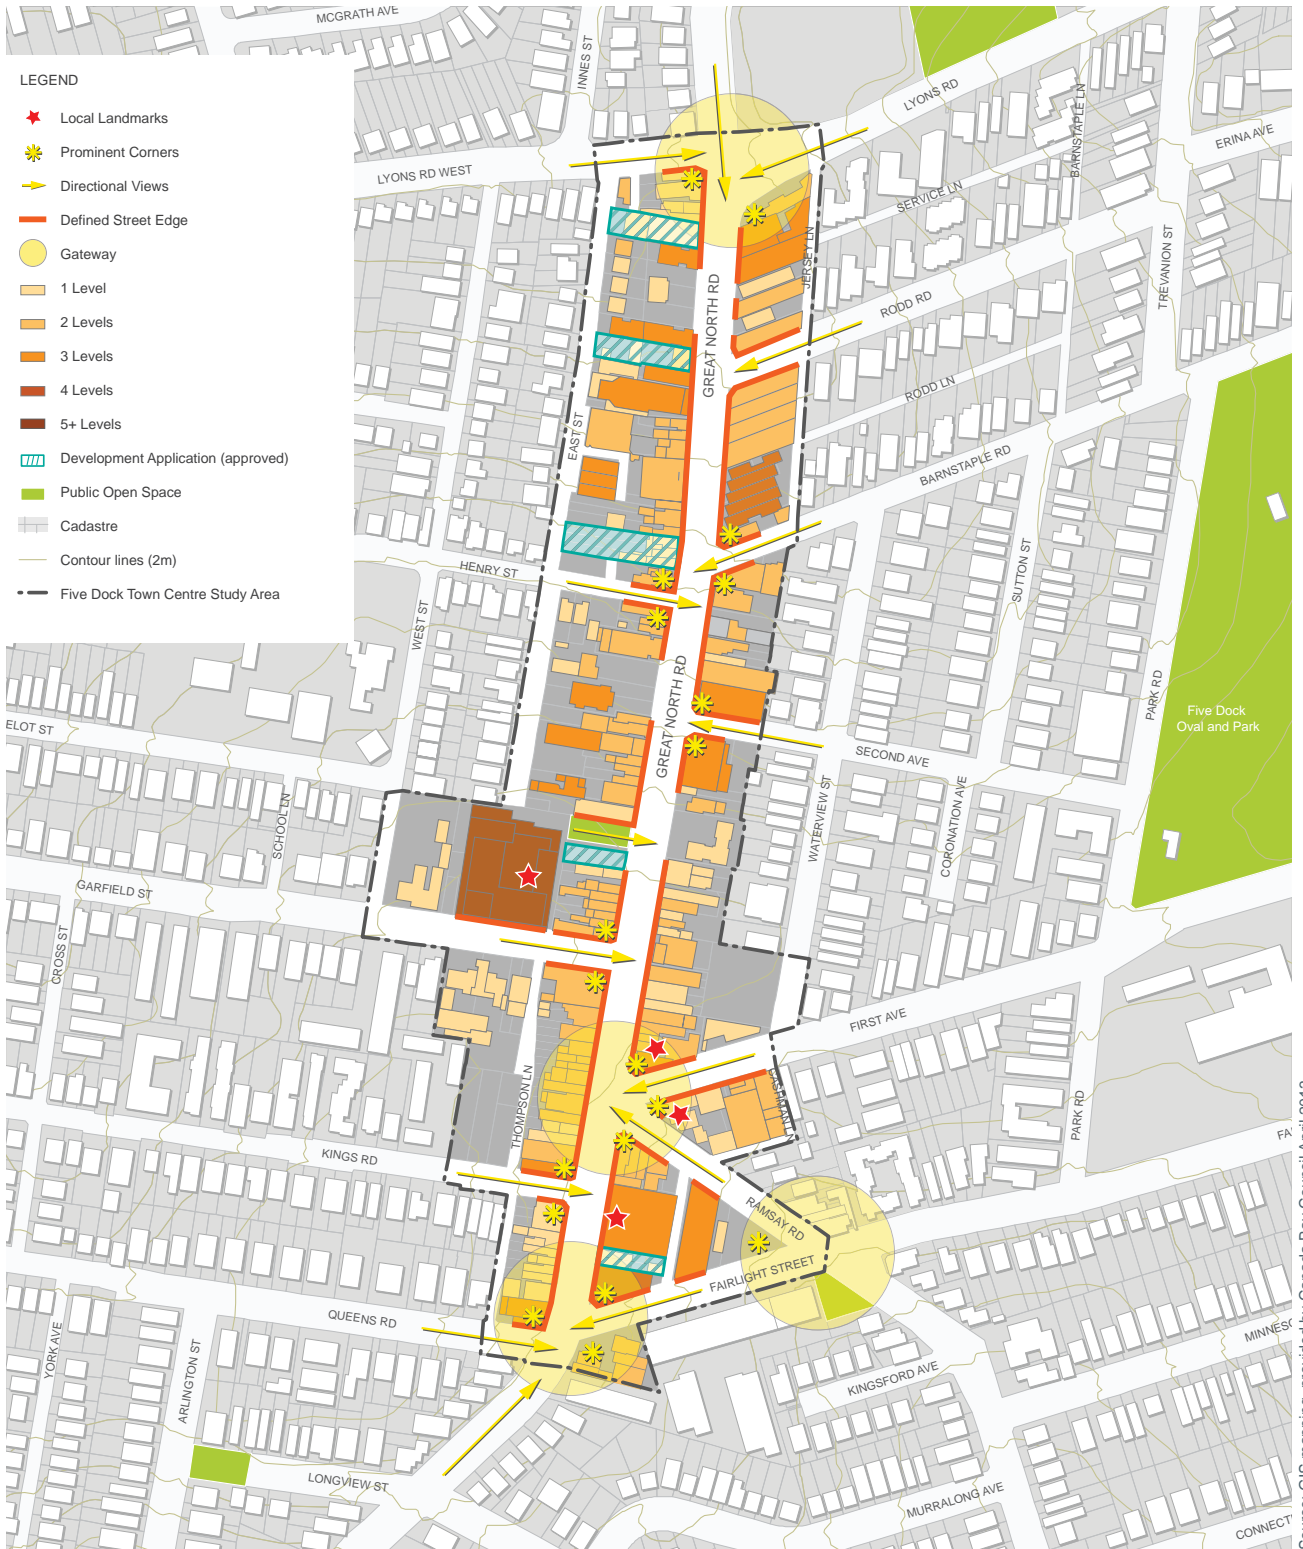 MCGRATH AVE
INNES ST
LYONS RD
BARNSTAPLE LN
ERINA AVE
LEGEND
Local Landmarks
Prominent Corners
Directional Views
Defined Street Edge
Gateway
1 Level
2 Levels
3 Levels
4 Levels
5+ Levels
Development Application (approved)
Public Open Space
Cadastre
Contour lines (2m)
Five Dock Town Centre Study Area
LYONS RD WEST
SERVICE LN
JERSEY LN
TREVANION ST
GREAT NORTH RD
RODD RD
RODD LN
EAST ST
BARNSTAPLE RD
HENRY ST
SUTTON ST
WEST ST
GREAT NORTH RD
PARK RD
Five Dock
Oval and Park
ELOT ST
SECOND AVE
SCHOOL LN
WATERVIEW ST
CORONATION AVE
GARFIELD ST
CROSS ST
FIRST AVE
THOMPSON LN
CASHMAN LN
PARK RD
FA
KINGS RD
RAMSAY RD
FAIRLIGHT STREET
QUEENS RD
YORK AVE
ARLINGTON ST
MINNES
KINGSFORD AVE
LONGVIEW ST
MURRALONG AVE
CONNECT